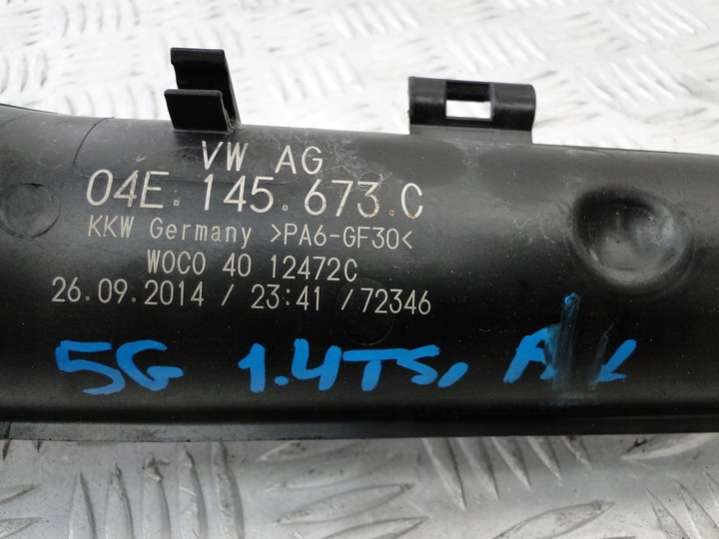 VW AG
04E.145.673.C
KKW Germany >PA6-GF30<
WOCO 40 12472C
26.09.2014 / 23:41 /72346
5G 1.4TS,